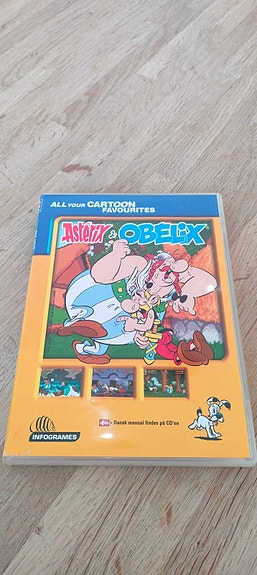 ALL YOUR CARTOON
FAVOURITES
Asterix & OBELIX
- Dansk manual findes på CD'en
INFOGRAMES